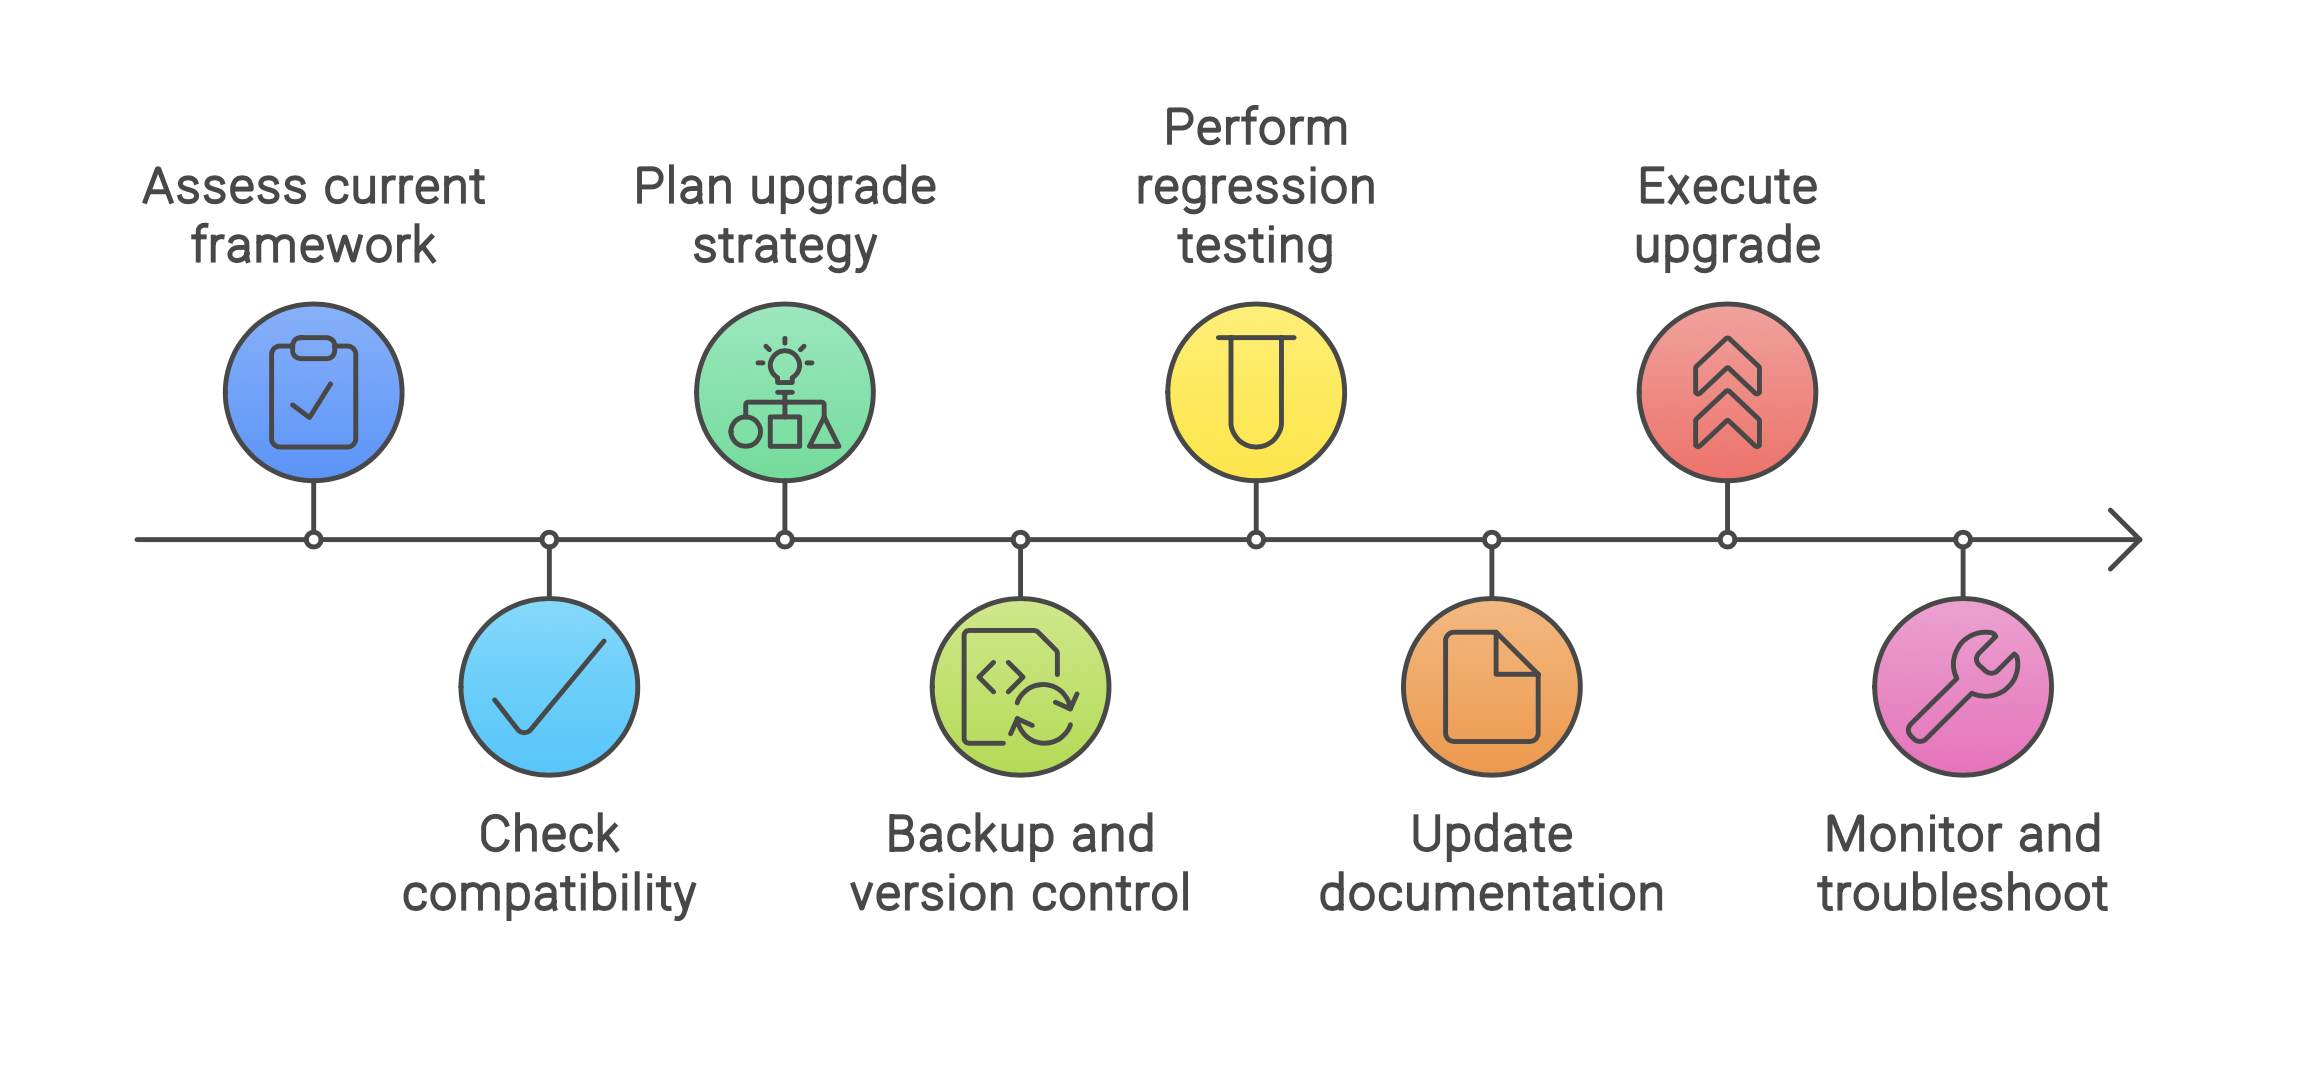 Assess current
framework
Check
compatibility
Plan upgrade
strategy
Backup and
version control
Perform
regression
testing
Update
documentation
Execute
upgrade
Monitor and
troubleshoot